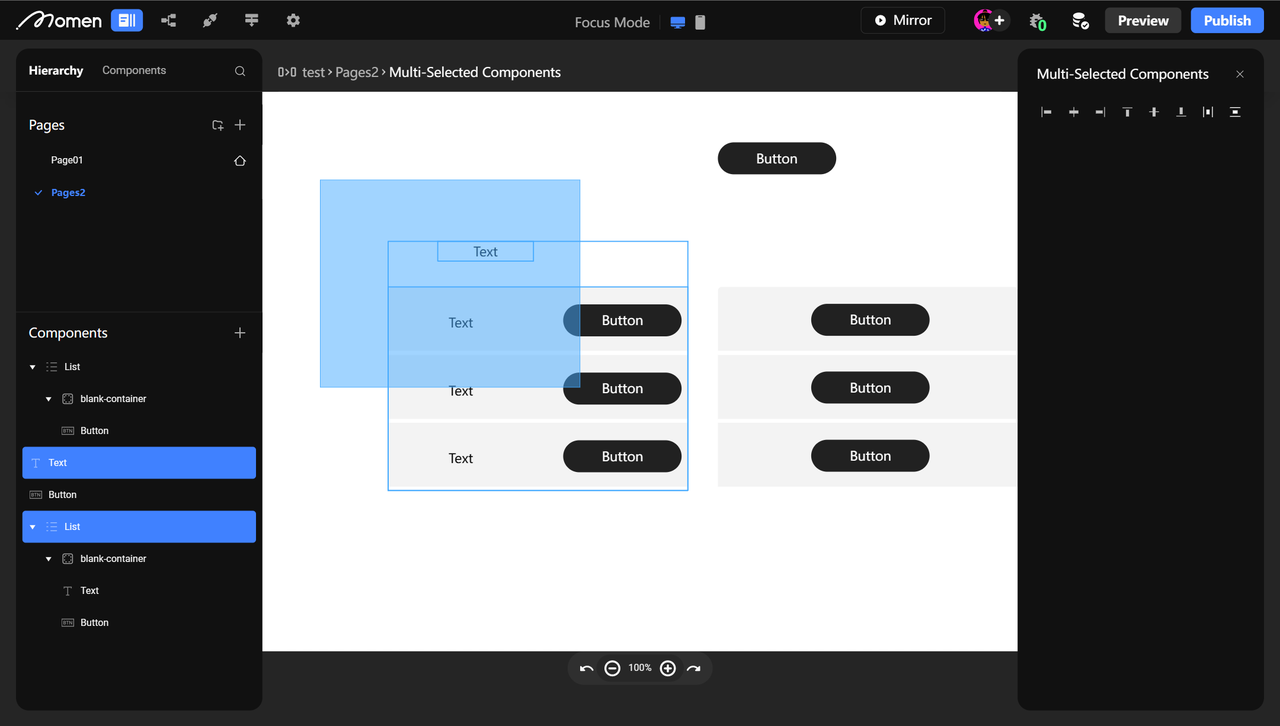 Momen
Focus Mode
Mirror
0
Preview
Publish
Hierarchy
Components
test › Pages2 › Multi-Selected Components
Multi-Selected Components
Pages
Page01
Pages2
Components
List
blank-container
BTN Button
Text
BTN Button
List
blank-container
Text
BTN Button
Button
Text
Text
Button
Button
Text
Button
Button
Text
Button
Button
100%